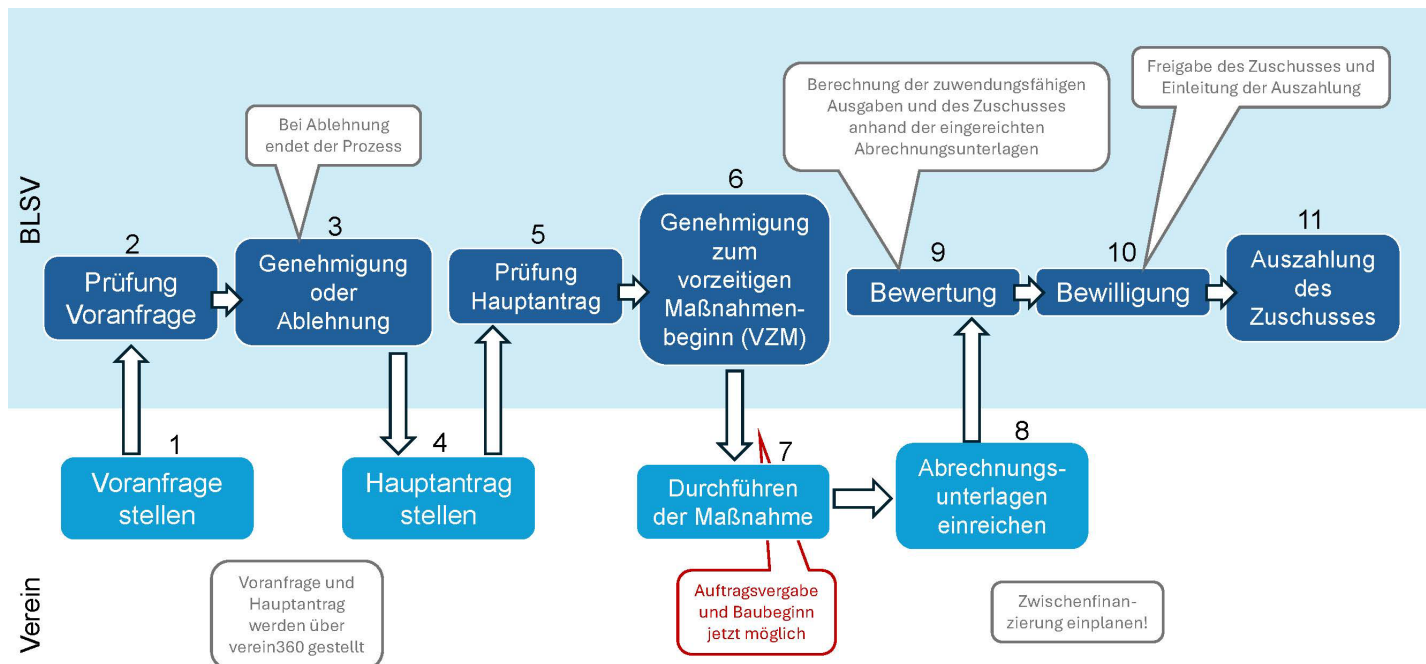 BLSV
Verein
1
Voranfrage
stellen
2
Prüfung
Voranfrage
3
Genehmigung
oder
Ablehnung
Bei Ablehnung
endet der Prozess
4
Hauptantrag
stellen
Voranfrage und
Hauptantrag
werden über
verein360 gestellt
5
Prüfung
Hauptantrag
6
Genehmigung
zum
vorzeitigen
Maßnahmen-
beginn (VZM)
7
Durchführen
der Maßnahme
Auftragsvergabe
und Baubeginn
jetzt möglich
8
Abrechnungs-
unterlagen
einreichen
Zwischenfinan-
zierung einplanen!
9
Bewertung
Berechnung der zuwendungsfähigen
Ausgaben und des Zuschusses
anhand der eingereichten
Abrechnungsunterlagen
10
Bewilligung
Freigabe des Zuschusses und
Einleitung der Auszahlung
11
Auszahlung
des
Zuschusses